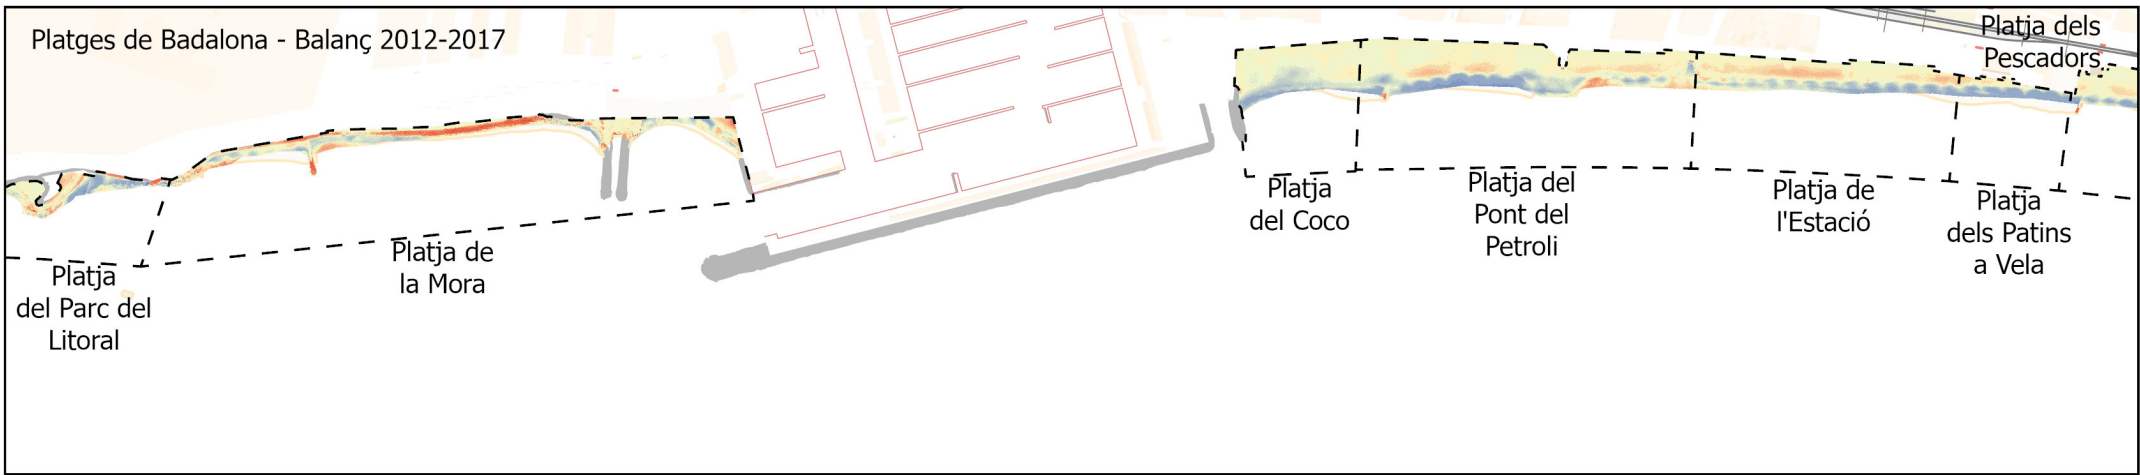 Platges de Badalona - Balanç 2012-2017
Platja dels
Pescadors
Platja
del Coco
Platja del
Pont del
Petroli
Platja de
l'Estació
Platja
dels Patins
a Vela
Platja de
la Mora
Platja
del Parc del
Litoral